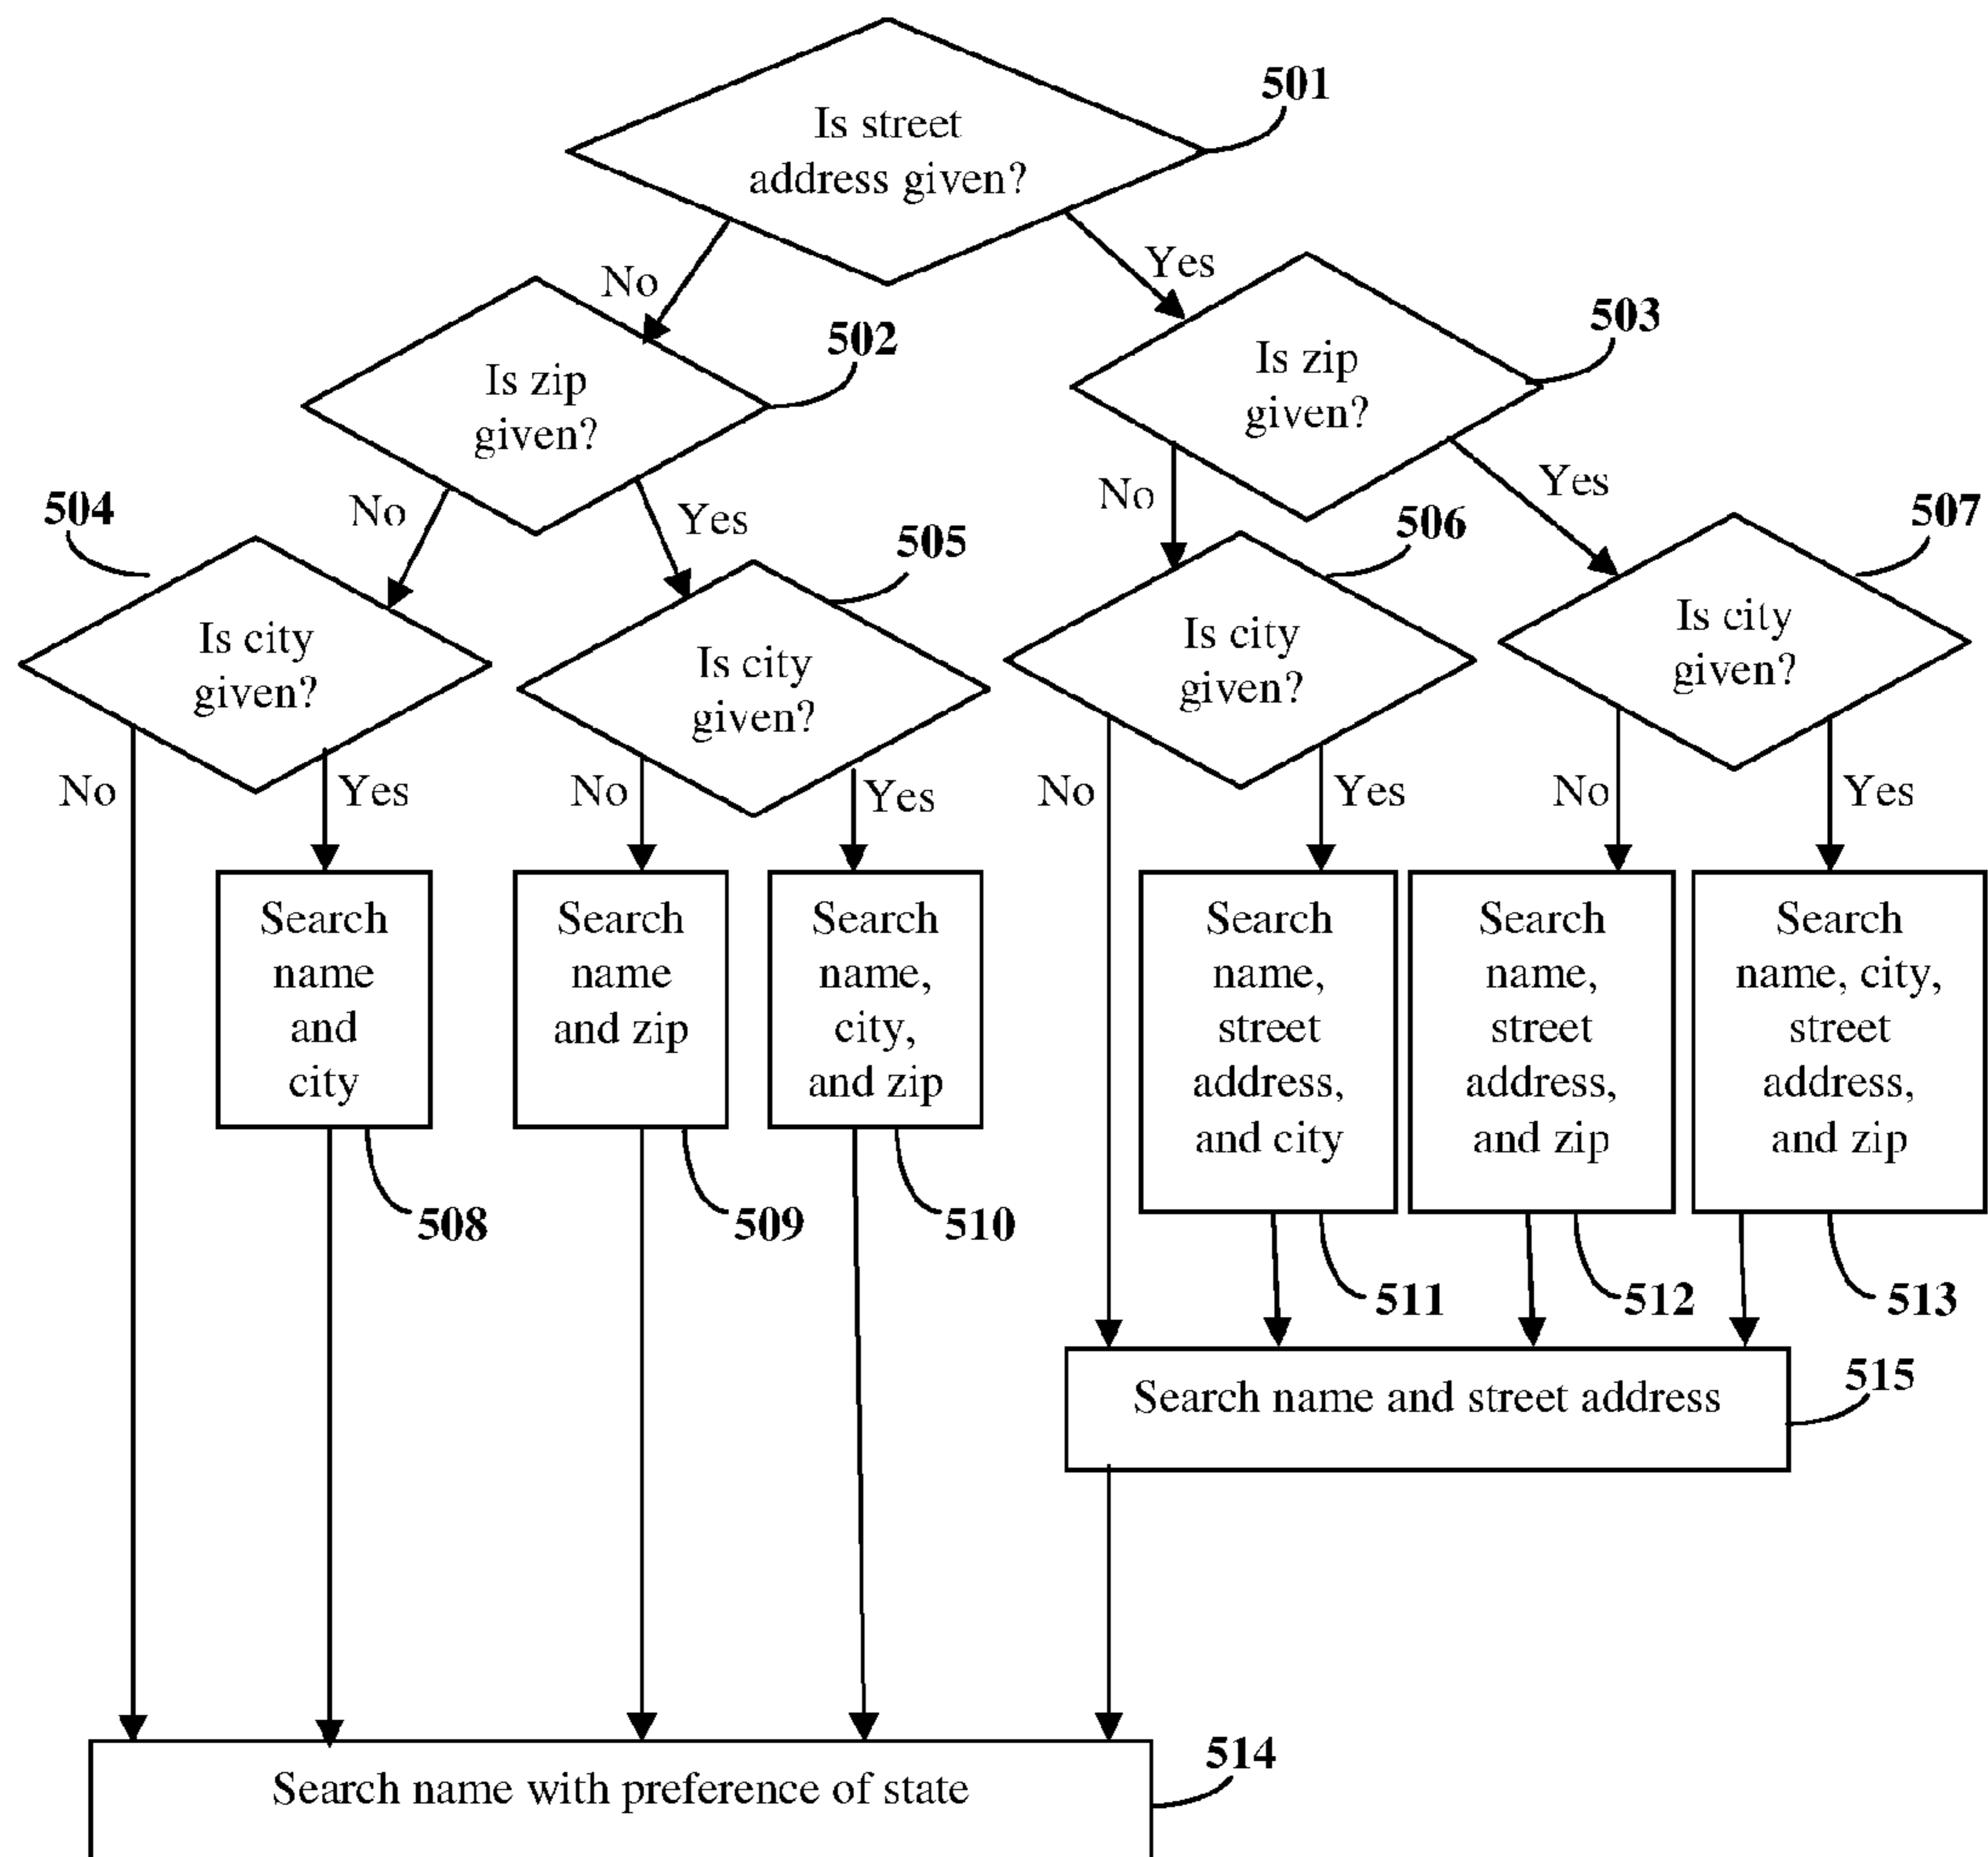 501
Is street
address given?
No
Yes
502
503
Is zip
given?
Is zip
given?
504
No
Yes
505
No
506
Yes
507
Is city
given?
Is city
given?
Is city
given?
Is city
given?
No
Yes
No
Yes
No
Yes
No
Yes
Search
name
and
city
Search
name
and zip
Search
name,
city,
and zip
Search
name,
street
address,
and city
Search
name,
street
address,
and zip
Search
name, city,
street
address,
and zip
508
509
510
511
512
513
Search name and street address
515
Search name with preference of state
514